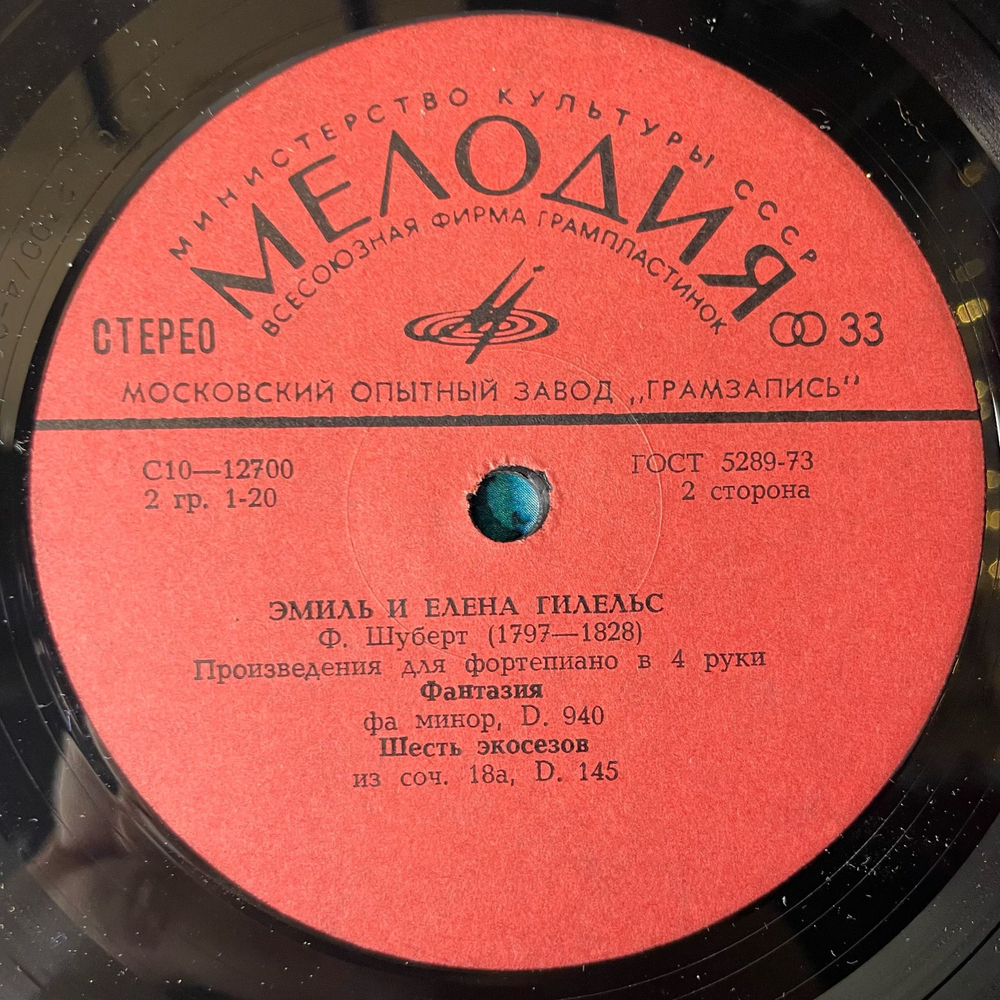 МИНИСТЕРСТВО КУЛЬТУРЫ СССР
МЕЛОДИЯ
ВСЕСОЮЗНАЯ ФИРМА ГРАМПЛАСТИНОК
СТЕРЕО
33
МОСКОВСКИЙ ОПЫТНЫЙ ЗАВОД „ГРАМЗАПИСЬ“
С10—12700
ГОСТ 5289-73
2 гр. 1-20
2 сторона
ЭМИЛЬ И ЕЛЕНА ГИЛЕЛЬС
Ф. Шуберт (1797—1828)
Произведения для фортепиано в 4 руки
Фантазия
фа минор, D. 940
Шесть экосезов
из соч. 18а, D. 145